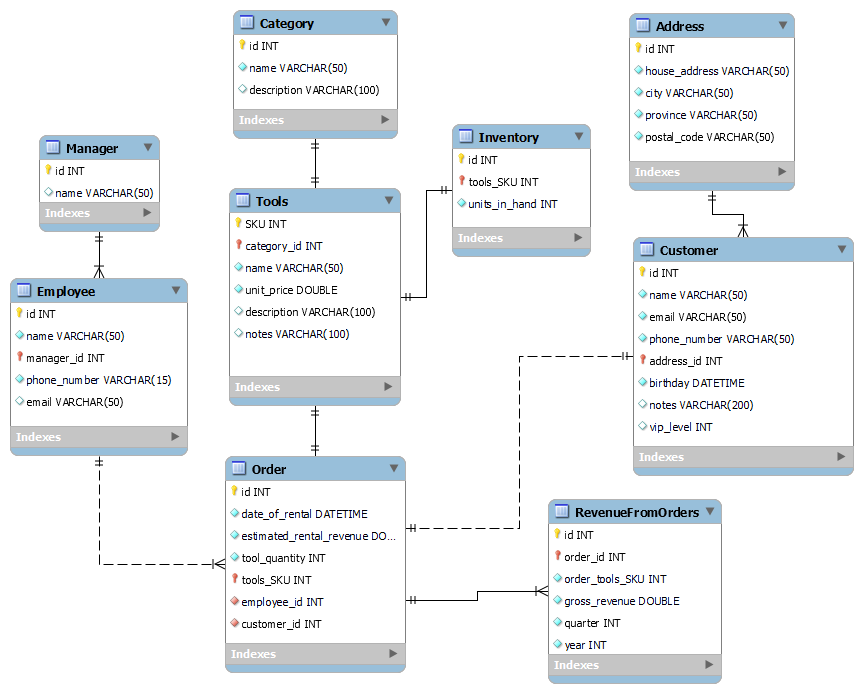 Category
id INT
name VARCHAR(50)
description VARCHAR(100)
Indexes
Address
id INT
house_address VARCHAR(50)
city VARCHAR(50)
province VARCHAR(50)
postal_code VARCHAR(50)
Indexes
Manager
id INT
name VARCHAR(50)
Indexes
Inventory
id INT
tools_SKU INT
units_in_hand INT
Indexes
Tools
SKU INT
category_id INT
name VARCHAR(50)
unit_price DOUBLE
description VARCHAR(100)
notes VARCHAR(100)
Indexes
Customer
id INT
name VARCHAR(50)
email VARCHAR(50)
phone_number VARCHAR(50)
address_id INT
birthday DATETIME
notes VARCHAR(200)
vip_level INT
Indexes
Employee
id INT
name VARCHAR(50)
manager_id INT
phone_number VARCHAR(15)
email VARCHAR(50)
Indexes
Order
id INT
date_of_rental DATETIME
estimated_rental_revenue DO...
tool_quantity INT
tools_SKU INT
employee_id INT
customer_id INT
Indexes
RevenueFromOrders
id INT
order_id INT
order_tools_SKU INT
gross_revenue DOUBLE
quarter INT
year INT
Indexes